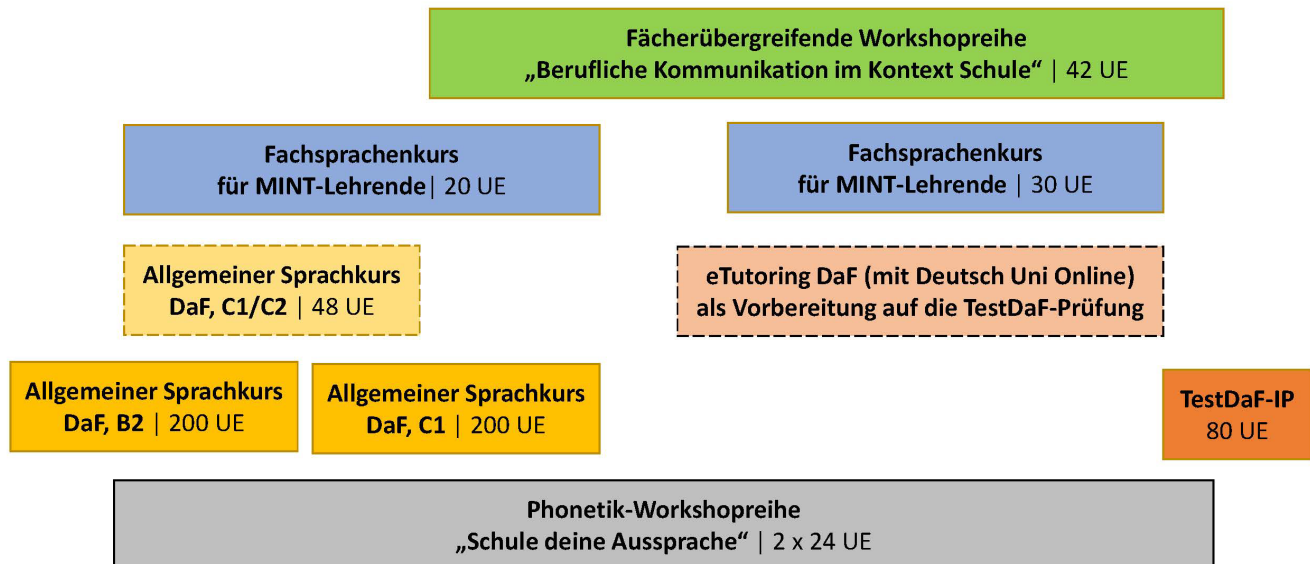 Fächerübergreifende Workshopreihe
„Berufliche Kommunikation im Kontext Schule“ | 42 UE
Fachsprachenkurs
für MINT-Lehrende| 20 UE
Fachsprachenkurs
für MINT-Lehrende | 30 UE
Allgemeiner Sprachkurs
DaF, C1/C2 | 48 UE
eTutoring DaF (mit Deutsch Uni Online)
als Vorbereitung auf die TestDaF-Prüfung
Allgemeiner Sprachkurs
DaF, B2 | 200 UE
Allgemeiner Sprachkurs
DaF, C1 | 200 UE
TestDaF-IP
80 UE
Phonetik-Workshopreihe
„Schule deine Aussprache“ | 2 x 24 UE